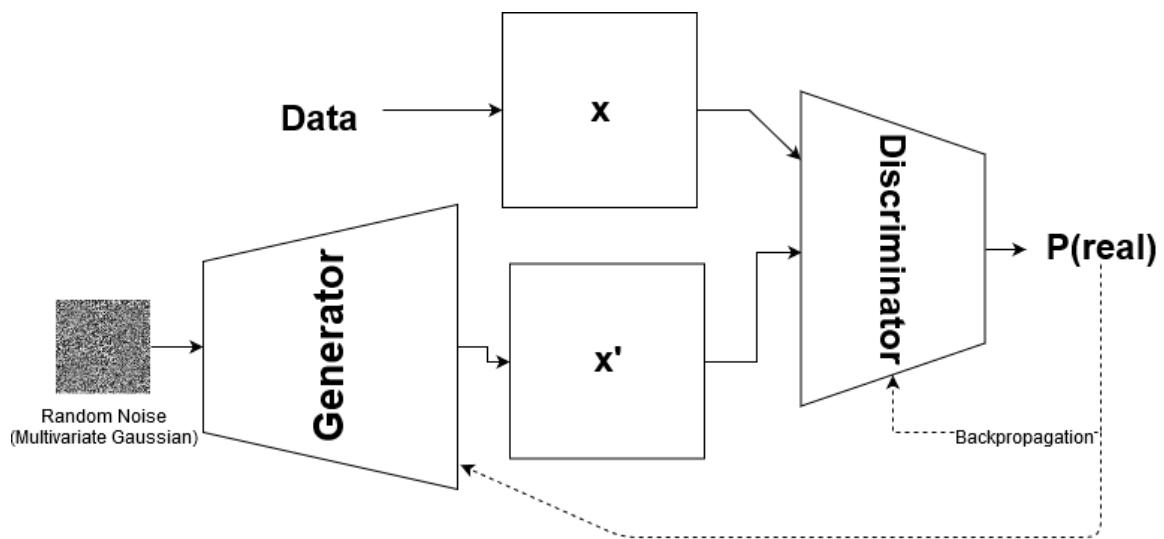 Data
x
Discriminator
P(real)
Generator
x'
Random Noise
(Multivariate Gaussian)
Backpropagation